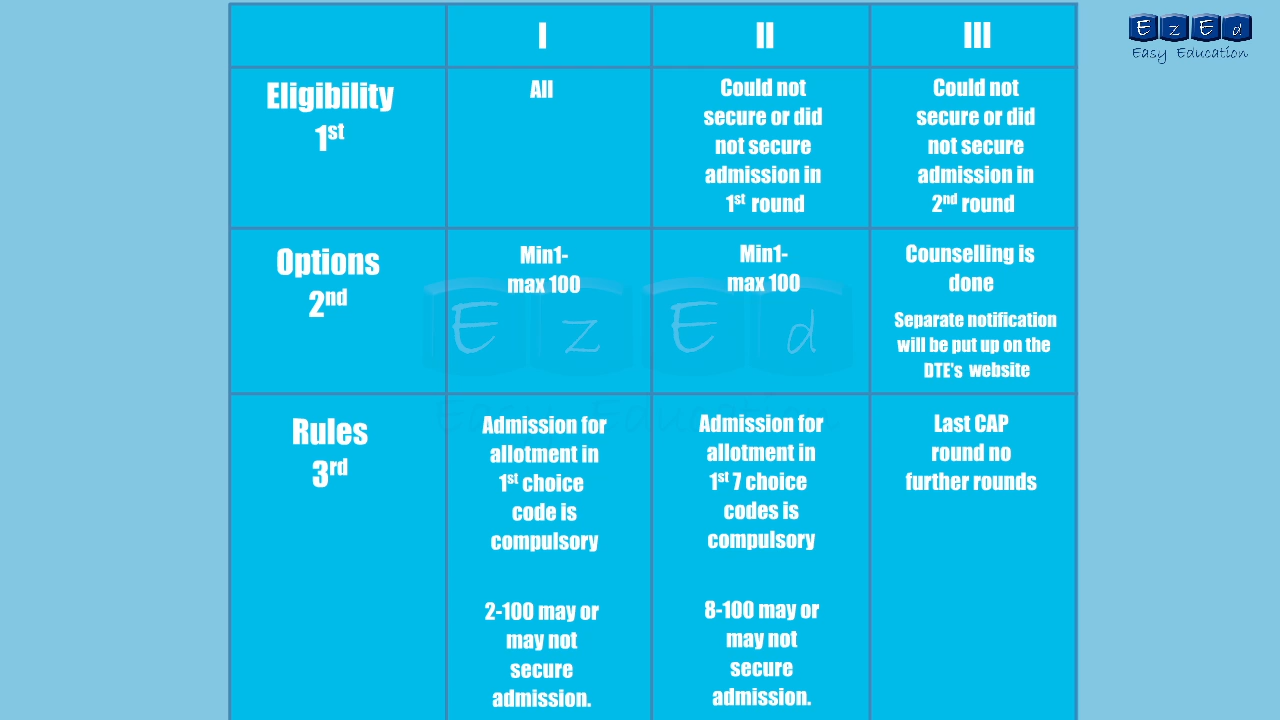 I II III
E z E d
Easy Education
Eligibility
1st
All
Could not
secure or did
not secure
admission in
1st round
Could not
secure or did
not secure
admission in
2nd round
Options
2nd
Min1-
max 100
Min1-
max 100
Counselling is
done
Separate notification
will be put up on the
DTE's website
E z E d
Easy Education
Rules
3rd
Admission for
allotment in
1st choice
code is
compulsory
2-100 may or
may not
secure
admission.
Admission for
allotment in
1st 7 choice
codes is
compulsory
8-100 may or
may not
secure
admission.
Last CAP
round no
further rounds